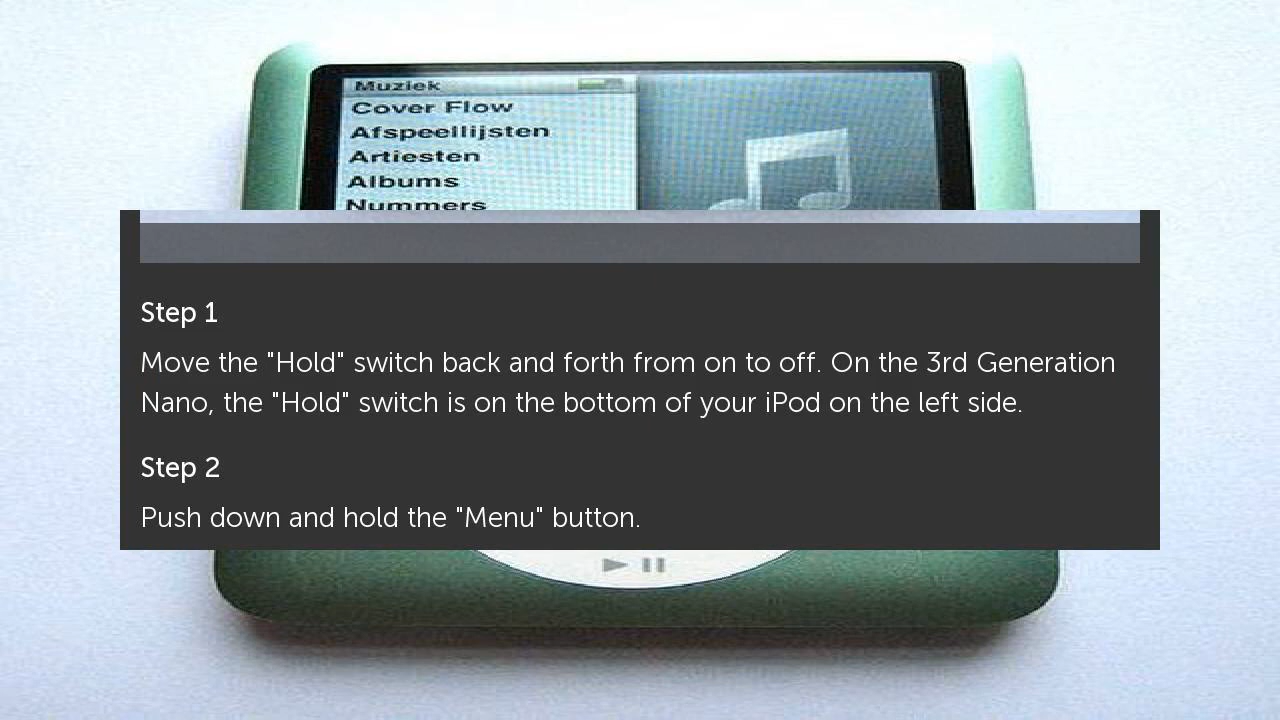 Muziek
Cover Flow
Afspeellijsten
Artiesten
Albums
Nummers
Step 1
Move the "Hold" switch back and forth from on to off. On the 3rd Generation
Nano, the "Hold" switch is on the bottom of your iPod on the left side.
Step 2
Push down and hold the "Menu" button.